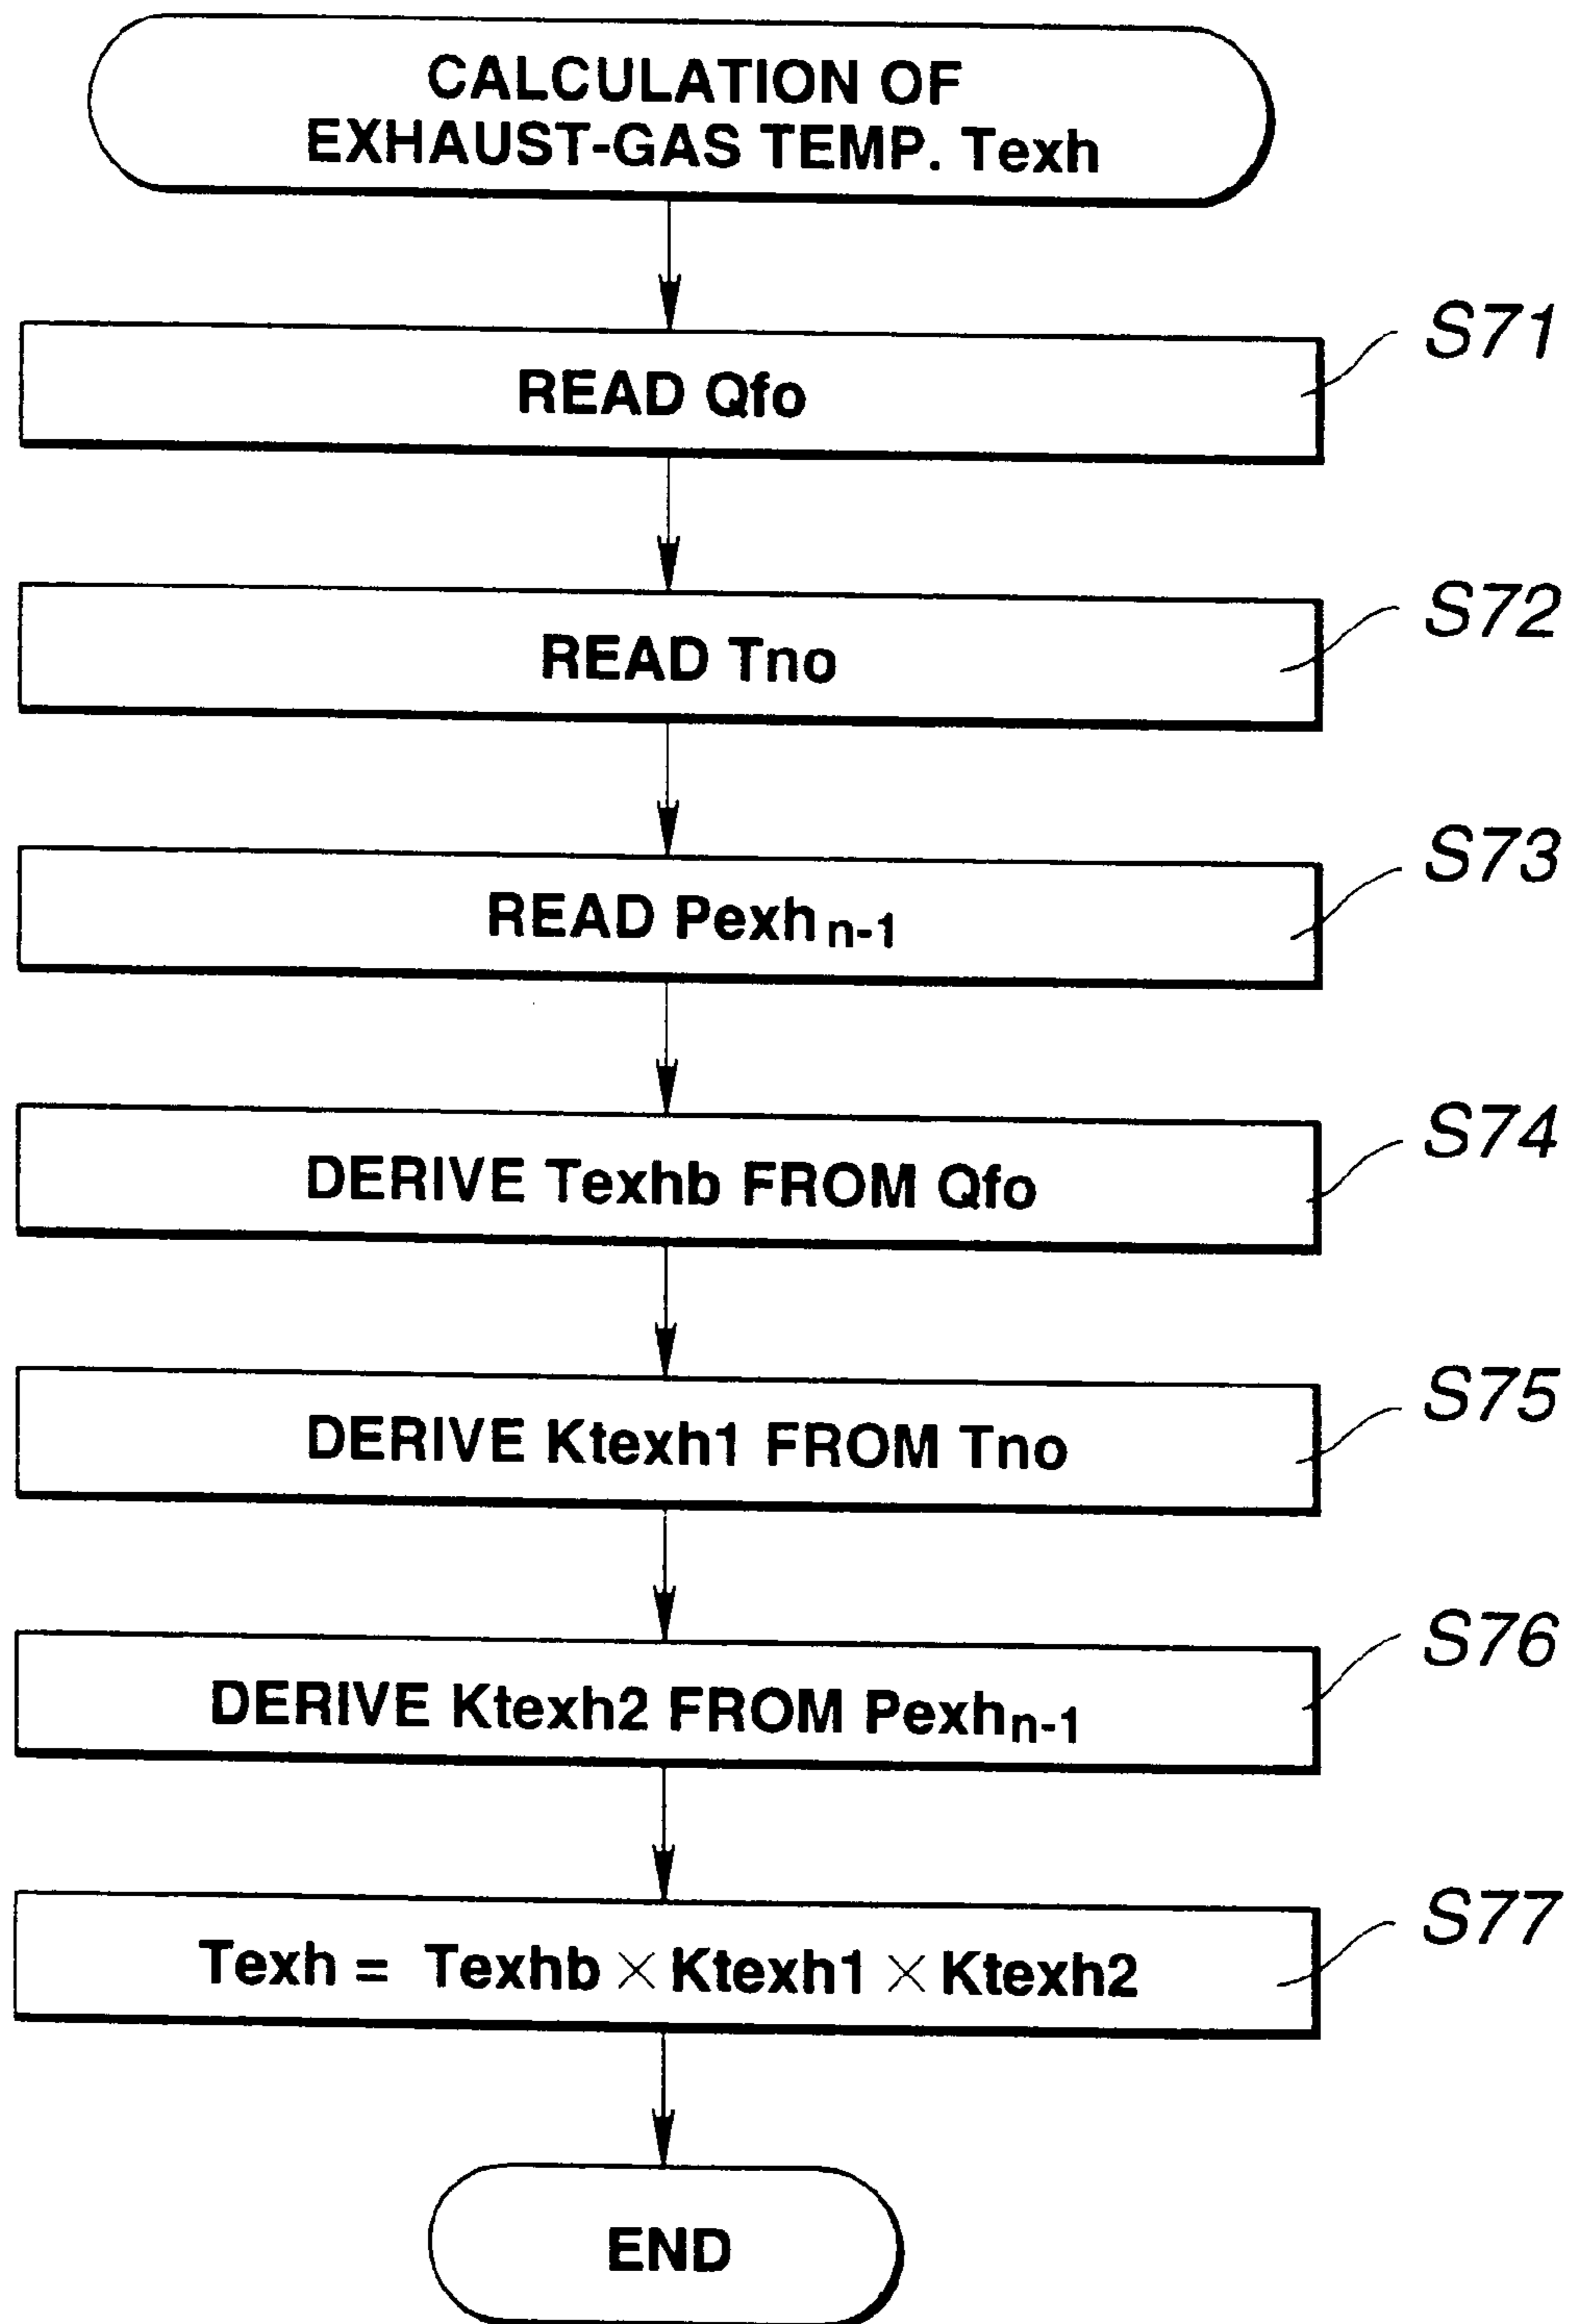 CALCULATION OF
EXHAUST-GAS TEMP. Texh
S71
READ Qfo
S72
READ Tno
S73
READ Pexhn-1
S74
DERIVE Texhb FROM Qfo
S75
DERIVE Ktexh1 FROM Tno
S76
DERIVE Ktexh2 FROM Pexhn-1
S77
Texh = Texhb × Ktexh1 × Ktexh2
END